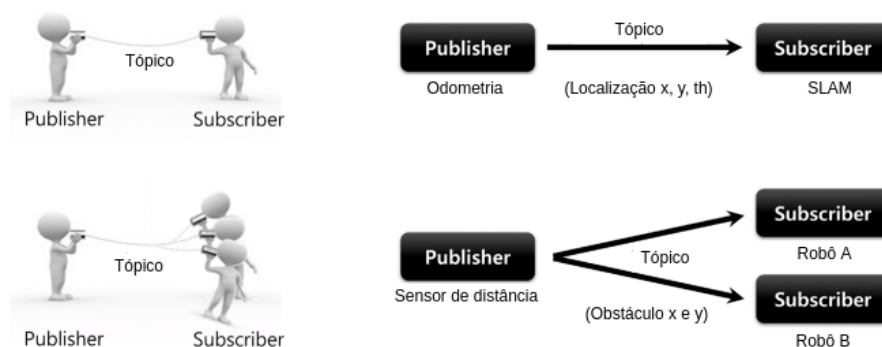 Tópico
Publisher
Subscriber
Publisher
Tópico
Subscriber
Odometria
(Localização x, y, th)
SLAM
Tópico
Publisher
Subscriber
Publisher
Sensor de distância
Tópico
(Obstáculo x e y)
Subscriber
Robô A
Subscriber
Robô B